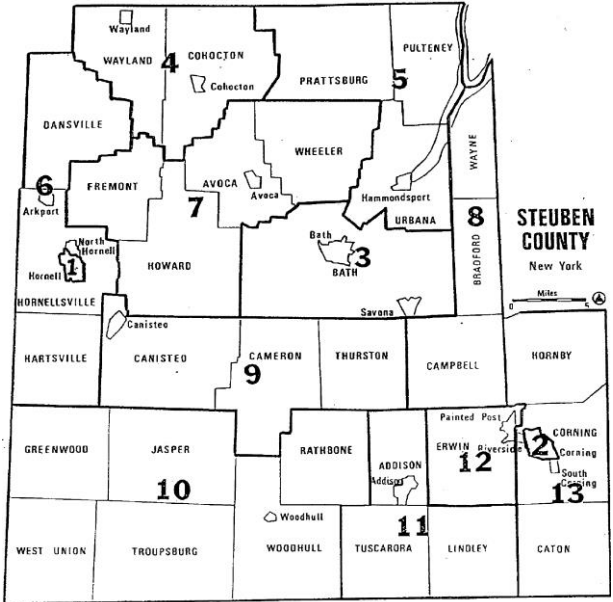 Wayland
WAYLAND
4
COHOCTON
Cohocton
PRATTSBURG
5
PULTENEY
DANSVILLE
WHEELER
WAYNE
FREMONT
AVOCA
Avoca
6
Arkport
7
Hammondsport
URBANA
8
BRADFORD
STEUBEN
COUNTY
New York
Miles
0 5
North
Hornell
Hornell
1
HORNELLSVILLE
HOWARD
Bath
3
BATH
Savona
Canisteo
HARTSVILLE
CANISTEO
CAMERON
9
THURSTON
CAMPBELL
HORNBY
GREENWOOD
JASPER
10
RATHBONE
ADDISON
Addison
11
Painted Post
ERWIN
Riverside
12
2
CORNING
Corning
South
Corning
13
WEST UNION
TROUPSBURG
Woodhull
WOODHULL
TUSCARORA
LINDLEY
CATON